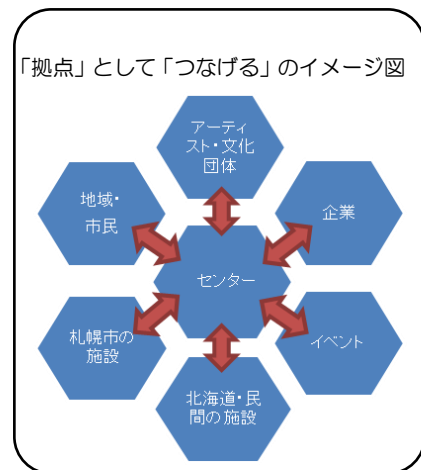 「拠点」として「つなげる」のイメージ図
アーティ
スト・文化
団体
地域・
市民
企業
センター
札幌市の
施設
イベント
北海道・民
間の施設